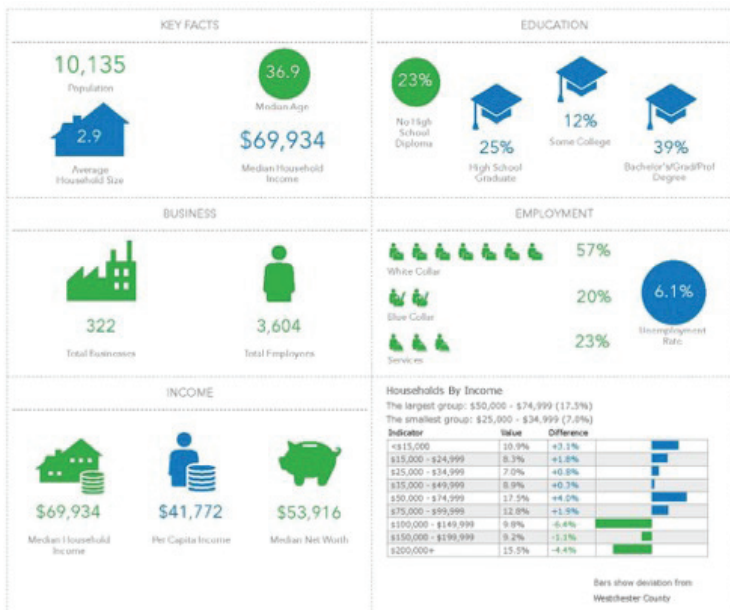 KEY FACTS
10,135
Population
36.9
Median Age
2.9
Average
Household Size
$69,934
Median Household
Income
EDUCATION
23%
No High
School
Diploma
25%
High School
Graduate
12%
Some College
39%
Bachelor's/Grad/Prof
Degree
BUSINESS
322
Total Businesses
3,604
Total Employees
EMPLOYMENT
White Collar
57%
Blue Collar
20%
Services
23%
6.1%
Unemployment
Rate
INCOME
$69,934
Median Household
Income
$41,772
Per Capita Income
$53,916
Median Net Worth
Households By Income
The largest group: $50,000 - $74,999 (17.5%)
The smallest group: $25,000 - $34,999 (7.0%)
Indicator Value Difference
<$15,000 10.9% +3.1%
$15,000 - $24,999 8.3% +1.8%
$25,000 - $34,999 7.0% +0.8%
$35,000 - $49,999 8.9% +0.3%
$50,000 - $74,999 17.5% +4.0%
$75,000 - $99,999 12.8% +1.9%
$100,000 - $149,999 9.8% -6.4%
$150,000 - $199,999 9.2% -1.1%
$200,000+ 15.5% -4.4%
Bars show deviation from
Westchester County